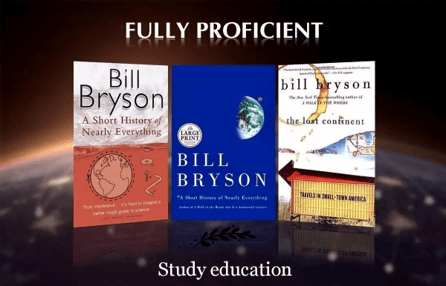 FULLY PROFICIENT
Bill
Bryson
A Short History of
Nearly Everything
LARGE
PRINT
BILL
BRYSON
A Short History of Nearly Everything
bill bryson
the lost continent
TRAVELS IN SMALL-TOWN AMERICA
Study education